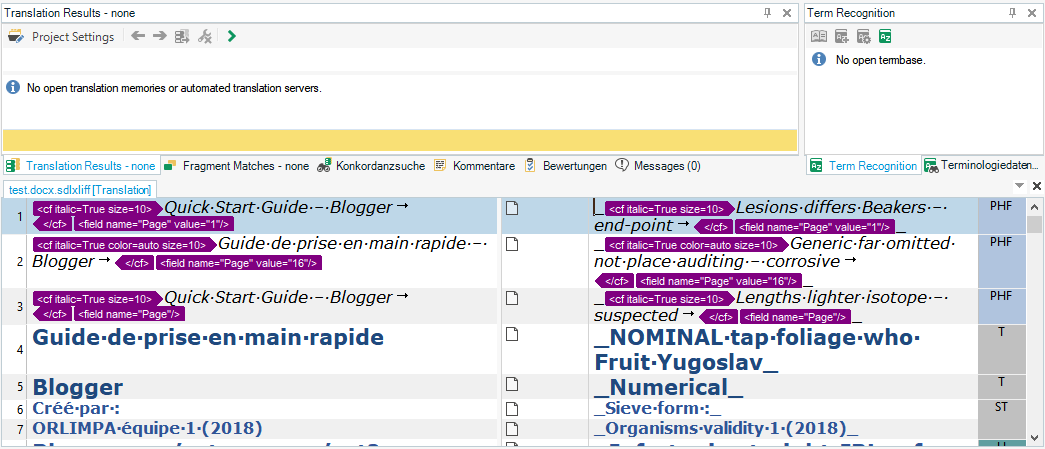 Translation Results - none
Project Settings
No open translation memories or automated translation servers.
Term Recognition
No open termbase.
Translation Results - none Fragment Matches - none Konkordanzsuche Kommentare Bewertungen Messages (0)
Term Recognition Terminologiedaten...
test.docx.sdlxliff [Translation]
1 <cf italic=True size=10> Quick·Start·Guide·–·Blogger→
</cf> <field name="Page" value="1"/>
_<cf italic=True size=10> Lesions·differs·Beakers·–·
end-point→ </cf> <field name="Page" value="1"/> _
PHF
2 <cf italic=True color=auto size=10> Guide·de·prise·en·main·rapide·–·
Blogger→ </cf> <field name="Page" value="16"/>
_<cf italic=True color=auto size=10> Generic·far·omitted·
not·place·auditing·–·corrosive→
</cf> <field name="Page" value="16"/> _
PHF
3 <cf italic=True size=10> Quick·Start·Guide·–·Blogger→
</cf> <field name="Page"/>
_<cf italic=True size=10> Lengths·lighter·isotope·–·
suspected→ </cf> <field name="Page"/> _
PHF
4 Guide·de·prise·en·main·rapide
_NOMINAL·tap·foliage·who·
Fruit·Yugoslav_
T
5 Blogger
_Numerical_
T
6 Créé·par·:
_Sieve·form·:_
ST
7 ORLIMPA·équipe·1·(2018)
_Organisms·validity·1·(2018)_